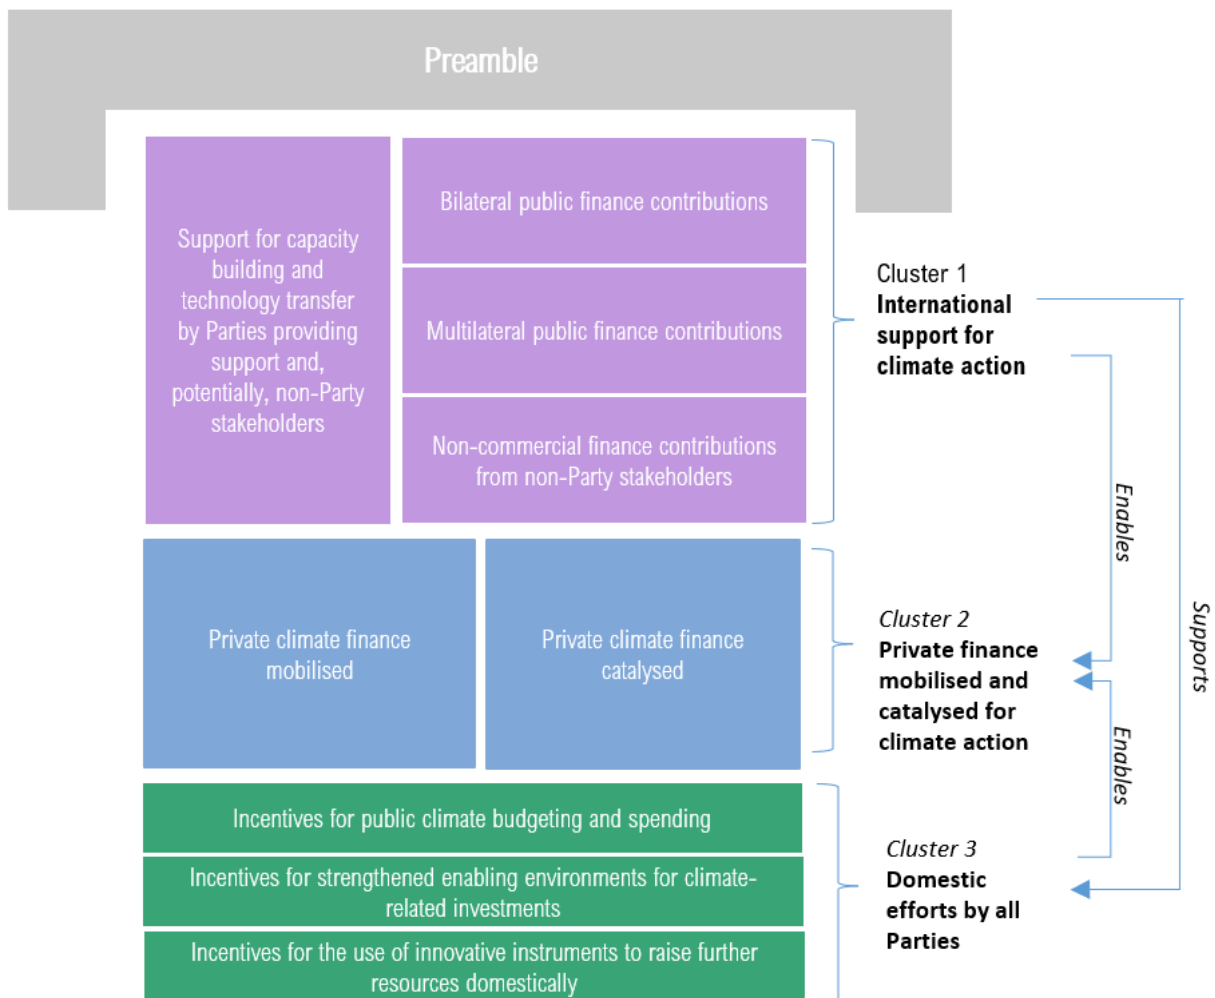 Preamble
Support for capacity
building and
technology transfer
by Parties providing
support and,
potentially, non-Party
stakeholders
Bilateral public finance contributions
Multilateral public finance contributions
Non-commercial finance contributions
from non-Party stakeholders
Cluster 1
International
support for
climate action
Enables
Supports
Private climate finance
mobilised
Private climate finance
catalysed
Cluster 2
Private finance
mobilised and
catalysed for
climate action
Enables
Incentives for public climate budgeting and spending
Incentives for strengthened enabling environments for climate-
related investments
Incentives for the use of innovative instruments to raise further
resources domestically
Cluster 3
Domestic
efforts by all
Parties